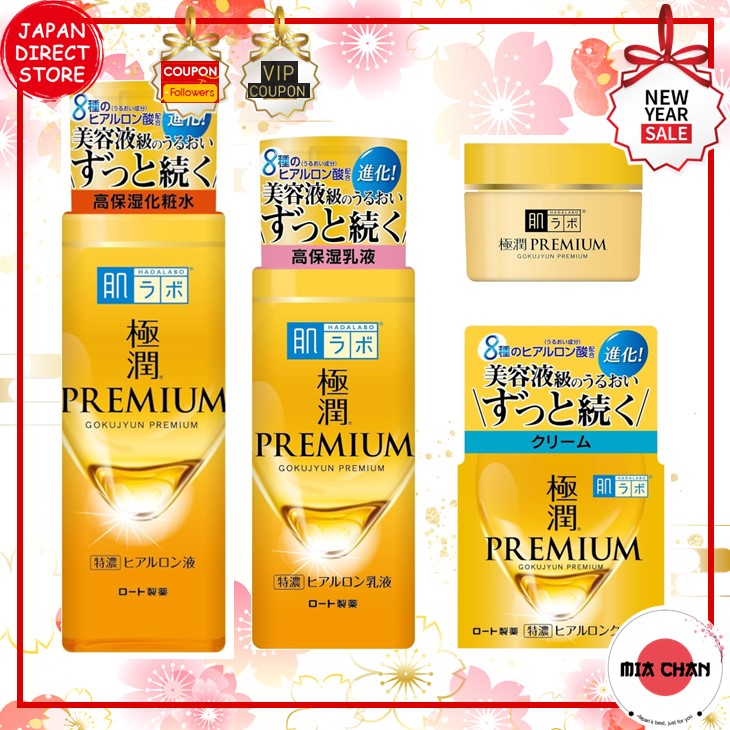 JAPAN
DIRECT
STORE
COUPON
Followers
VIP
COUPON
NEW
YEAR
SALE
8種の(うるおい成分)
ヒアルロン酸配合
進化!
美容液級のうるおい
\ずっと続く/
高保湿化粧水
HADALABO
肌ラボ®
極潤®
PREMIUM
GOKUJYUN PREMIUM
特濃 ヒアルロン液
ロート製薬
8種の(うるおい成分)
ヒアルロン酸配合
進化!
美容液級のうるおい
\ずっと続く/
高保湿乳液
HADALABO
肌ラボ®
極潤®
PREMIUM
GOKUJYUN PREMIUM
特濃 ヒアルロン乳液
ロート製薬
HADALABO
肌ラボ®
極潤 PREMIUM
GOKUJYUN PREMIUM
(うるおい成分)
8種のヒアルロン酸配合
進化!
美容液級のうるおい
\ずっと続く/
クリーム
HADALABO
肌ラボ®
極潤®
PREMIUM
GOKUJYUN PREMIUM
ロート製薬 特濃 ヒアルロンク
MIA CHAN
Japan's best, just for you